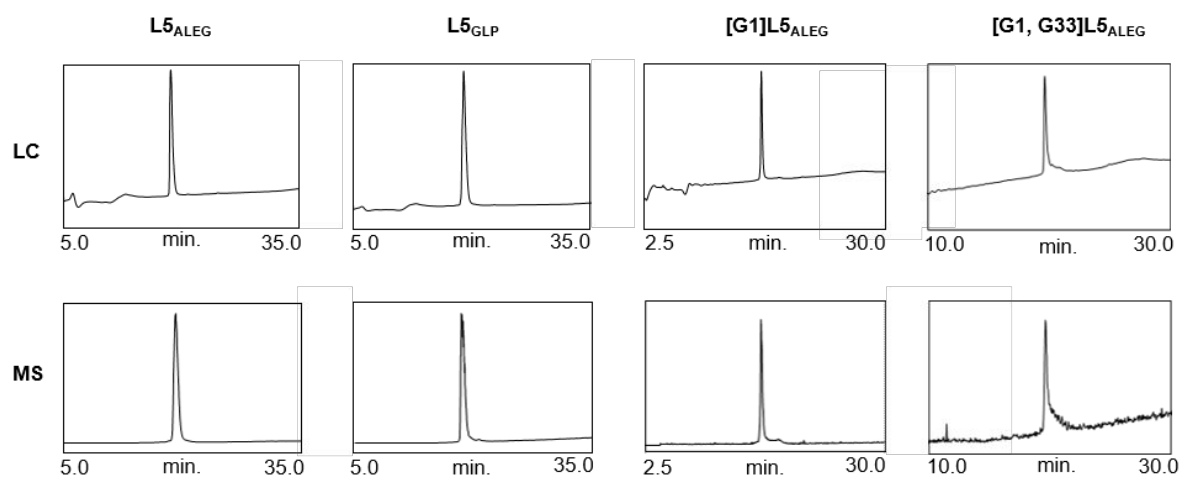 L5ALEG L5GLP [G1]L5ALEG [G1, G33]L5ALEG
LC
5.0 min. 35.0 5.0 min. 35.0 2.5 min. 30.0 10.0 min. 30.0
MS
5.0 min. 35.0 5.0 min. 35.0 2.5 min. 30.0 10.0 min. 30.0